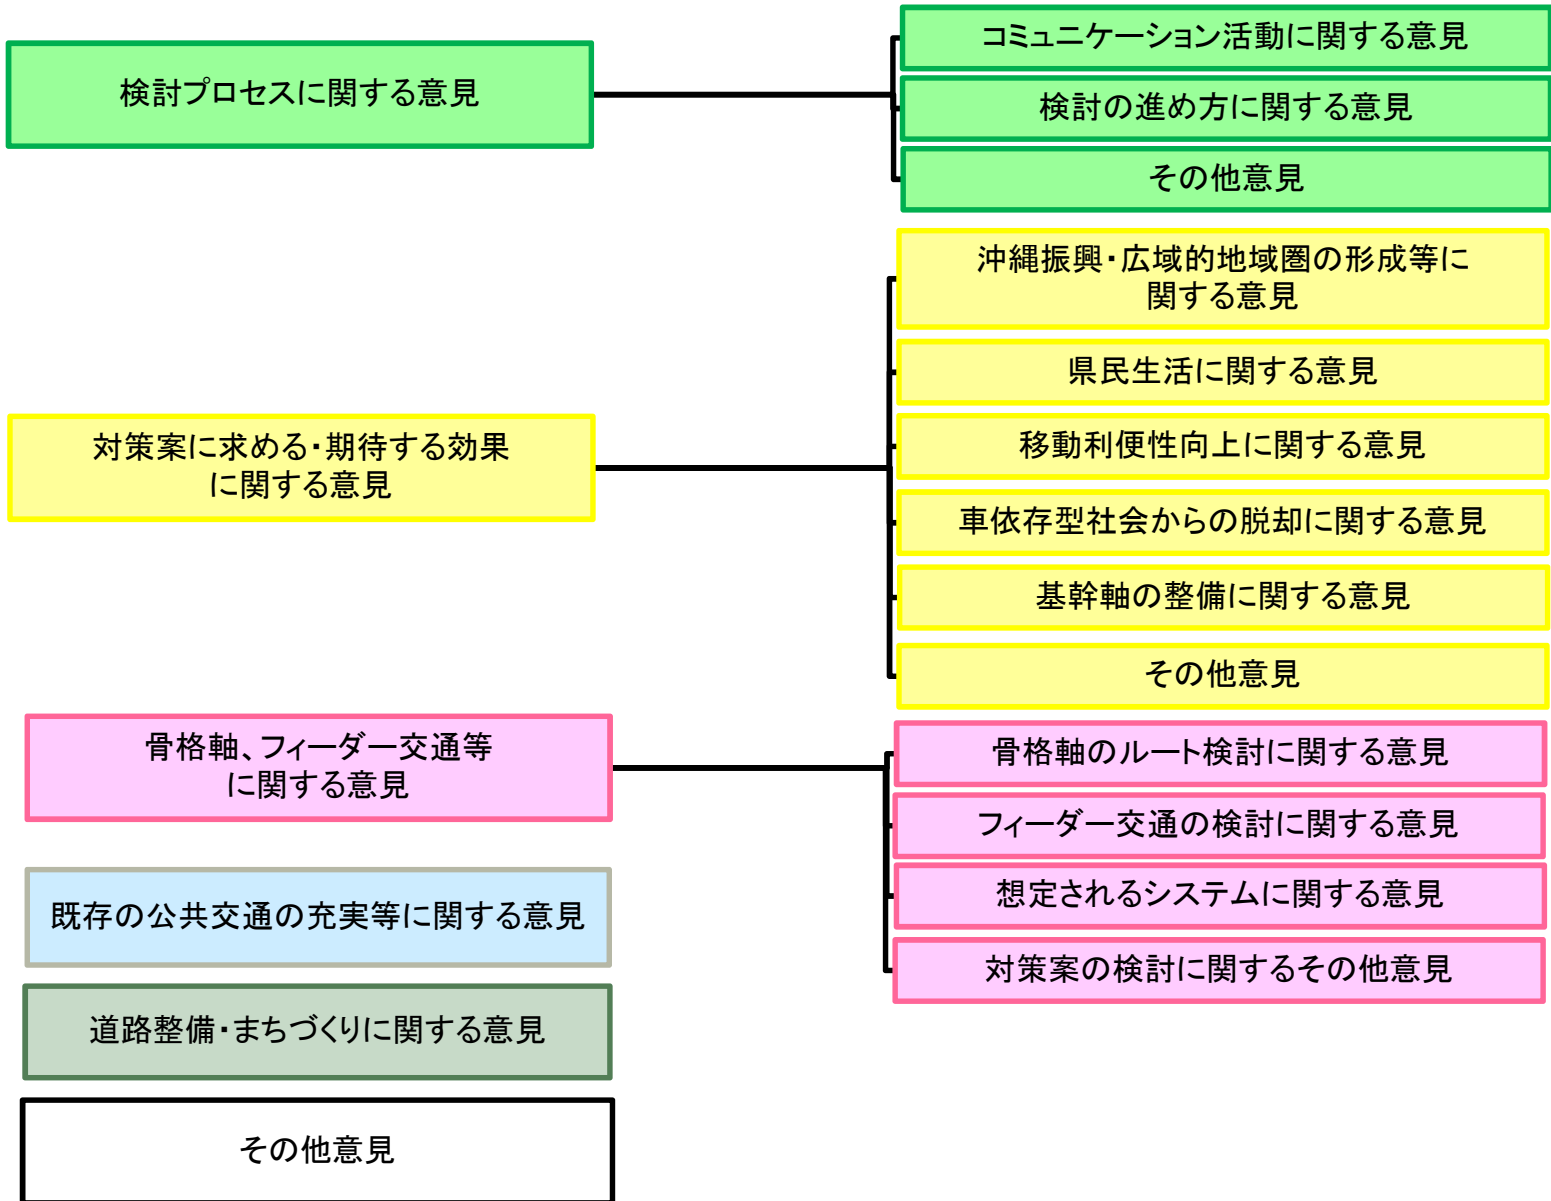 検討プロセスに関する意見
コミュニケーション活動に関する意見
検討の進め方に関する意見
その他意見
対策案に求める・期待する効果
に関する意見
沖縄振興・広域的地域圏の形成等に
関する意見
県民生活に関する意見
移動利便性向上に関する意見
車依存型社会からの脱却に関する意見
基幹軸の整備に関する意見
その他意見
骨格軸、フィーダー交通等
に関する意見
骨格軸のルート検討に関する意見
フィーダー交通の検討に関する意見
想定されるシステムに関する意見
対策案の検討に関するその他意見
既存の公共交通の充実等に関する意見
道路整備・まちづくりに関する意見
その他意見